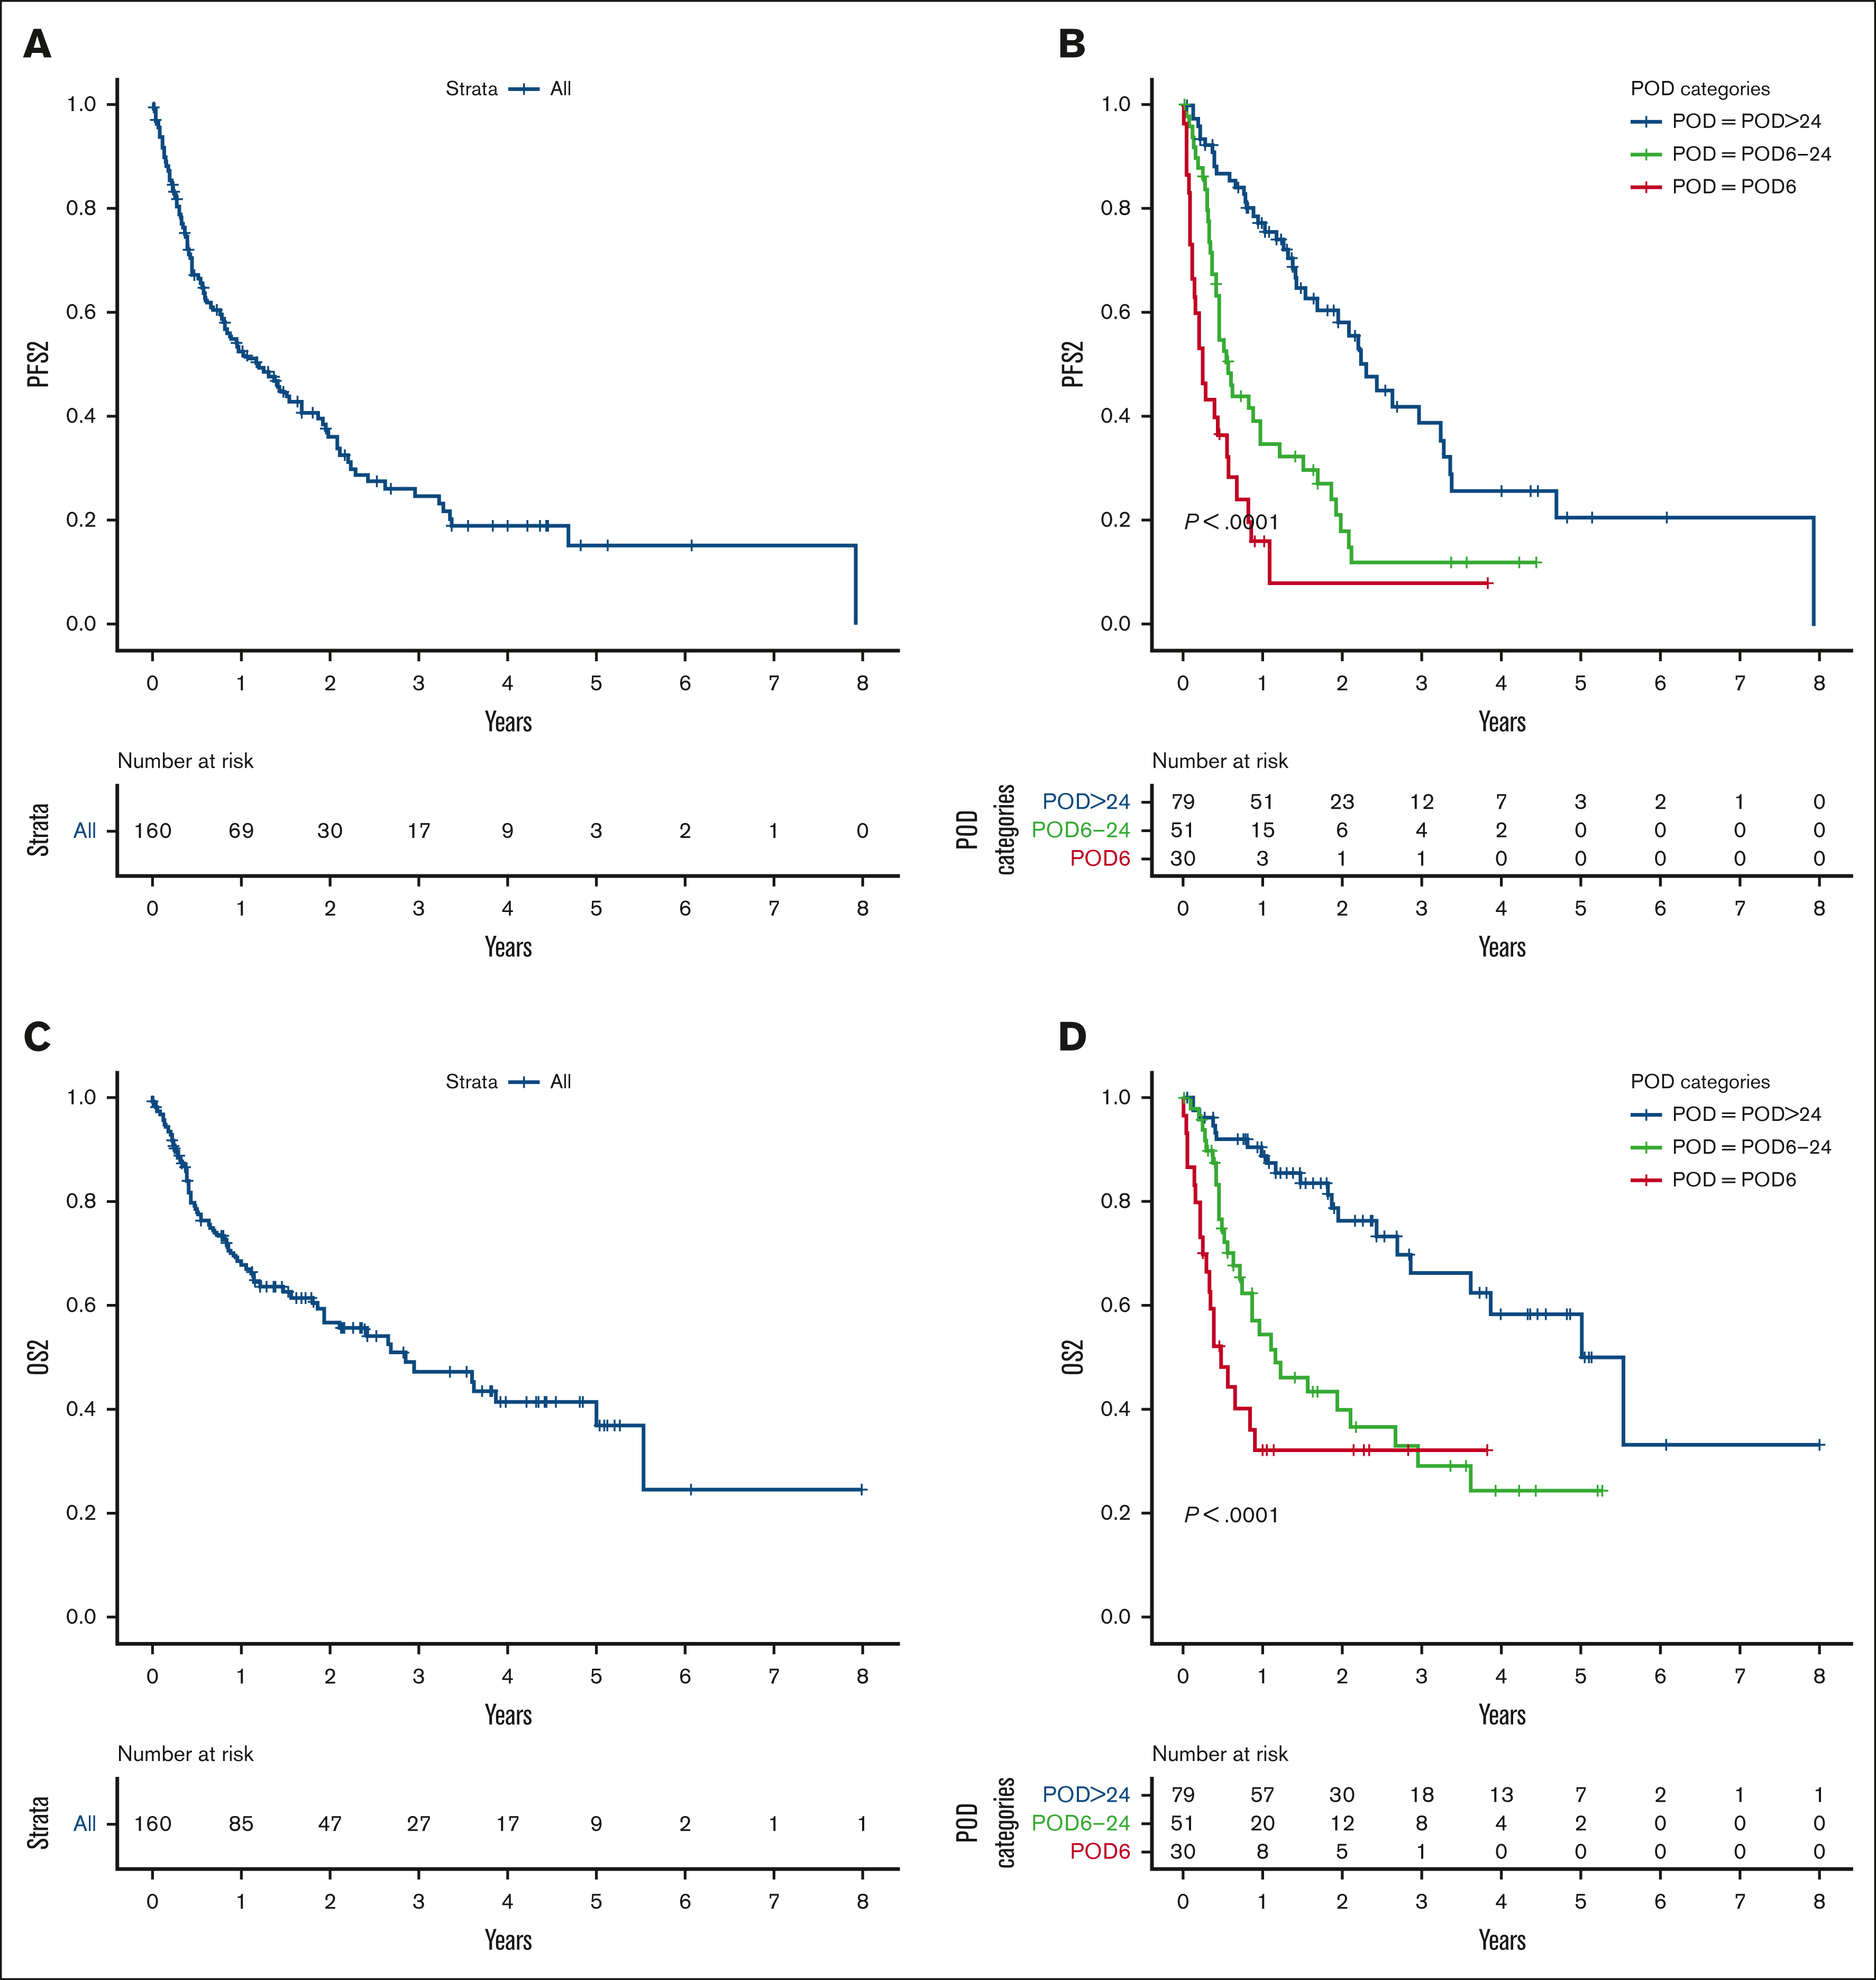 A
Strata All
1.0
0.8
0.6
0.4
0.2
0.0
PFS2
0 1 2 3 4 5 6 7 8
Years
Number at risk
Strata
All 160 69 30 17 9 3 2 1 0
0 1 2 3 4 5 6 7 8
Years
B
POD categories
POD = POD>24
POD = POD6–24
POD = POD6
1.0
0.8
0.6
0.4
0.2
0.0
PFS2
P < .0001
0 1 2 3 4 5 6 7 8
Years
Number at risk
POD
categories
POD>24 79 51 23 12 7 3 2 1 0
POD6–24 51 15 6 4 2 0 0 0 0
POD6 30 3 1 1 0 0 0 0 0
0 1 2 3 4 5 6 7 8
Years
C
Strata All
1.0
0.8
0.6
0.4
0.2
0.0
OS2
0 1 2 3 4 5 6 7 8
Years
Number at risk
Strata
All 160 85 47 27 17 9 2 1 1
0 1 2 3 4 5 6 7 8
Years
D
POD categories
POD = POD>24
POD = POD6–24
POD = POD6
1.0
0.8
0.6
0.4
0.2
0.0
OS2
P < .0001
0 1 2 3 4 5 6 7 8
Years
Number at risk
POD
categories
POD>24 79 57 30 18 13 7 2 1 1
POD6–24 51 20 12 8 4 2 0 0 0
POD6 30 8 5 1 0 0 0 0 0
0 1 2 3 4 5 6 7 8
Years